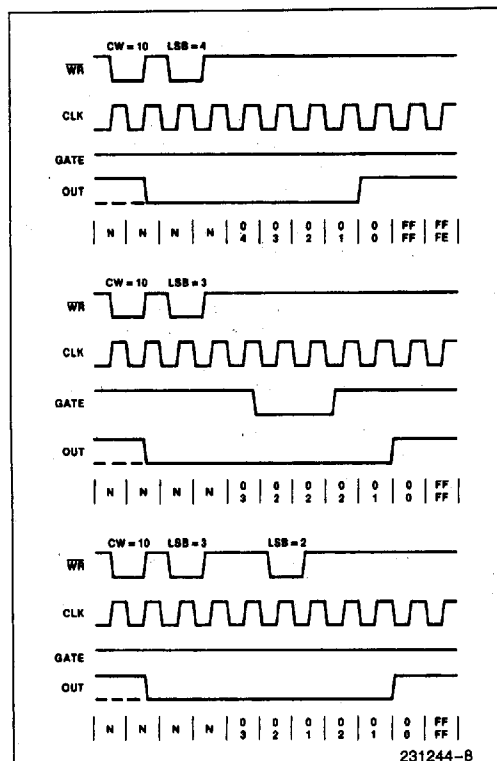 CW = 10 LSB = 4
WR
CLK
GATE
OUT
N N N N 0 0 0 0 0 FF FF
4 3 2 1 0 FF FE
CW = 10 LSB = 3
WR
CLK
GATE
OUT
N N N N 0 0 0 0 0 0 FF
3 2 2 2 1 0 FF
CW = 10 LSB = 3 LSB = 2
WR
CLK
GATE
OUT
N N N N 0 0 0 0 0 0 FF
3 2 1 2 1 0 FF
231244-8